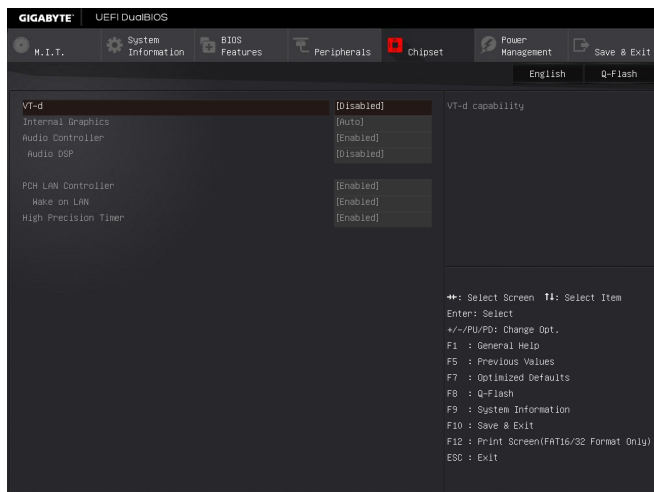 GIGABYTE™ UEFI DualBIOS
M.I.T. System Information BIOS Features Peripherals Chipset Power Management Save & Exit
English Q-Flash
VT-d [Disabled] VT-d capability
Internal Graphics [Auto]
Audio Controller [Enabled]
Audio DSP [Disabled]
PCH LAN Controller [Enabled]
Wake on LAN [Enabled]
High Precision Timer [Enabled]
→←: Select Screen ↑↓: Select Item
Enter: Select
+/-/PU/PD: Change Opt.
F1 : General Help
F5 : Previous Values
F7 : Optimized Defaults
F8 : Q-Flash
F9 : System Information
F10 : Save & Exit
F12 : Print Screen(FAT16/32 Format Only)
ESC : Exit